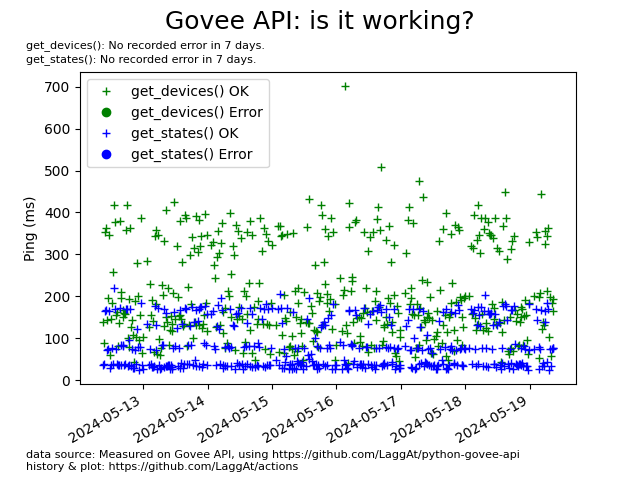 Govee API: is it working?
get_devices(): No recorded error in 7 days.
get_states(): No recorded error in 7 days.
get_devices() OK
get_devices() Error
get_states() OK
get_states() Error
Ping (ms)
700
600
500
400
300
200
100
0
2024-05-13
2024-05-14
2024-05-15
2024-05-16
2024-05-17
2024-05-18
2024-05-19
data source: Measured on Govee API, using https://github.com/LaggAt/python-govee-api
history & plot: https://github.com/LaggAt/actions